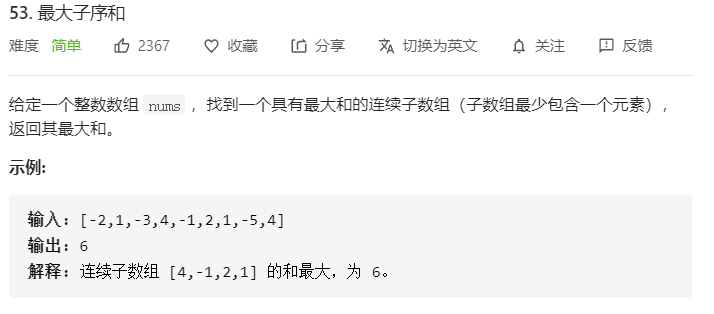 53. 最大子序和
难度 简单 2367 收藏 分享 切换为英文 关注 反馈
给定一个整数数组 nums ，找到一个具有最大和的连续子数组（子数组最少包含一个元素），
返回其最大和。
示例:
输入: [-2,1,-3,4,-1,2,1,-5,4]
输出: 6
解释: 连续子数组 [4,-1,2,1] 的和最大，为 6。